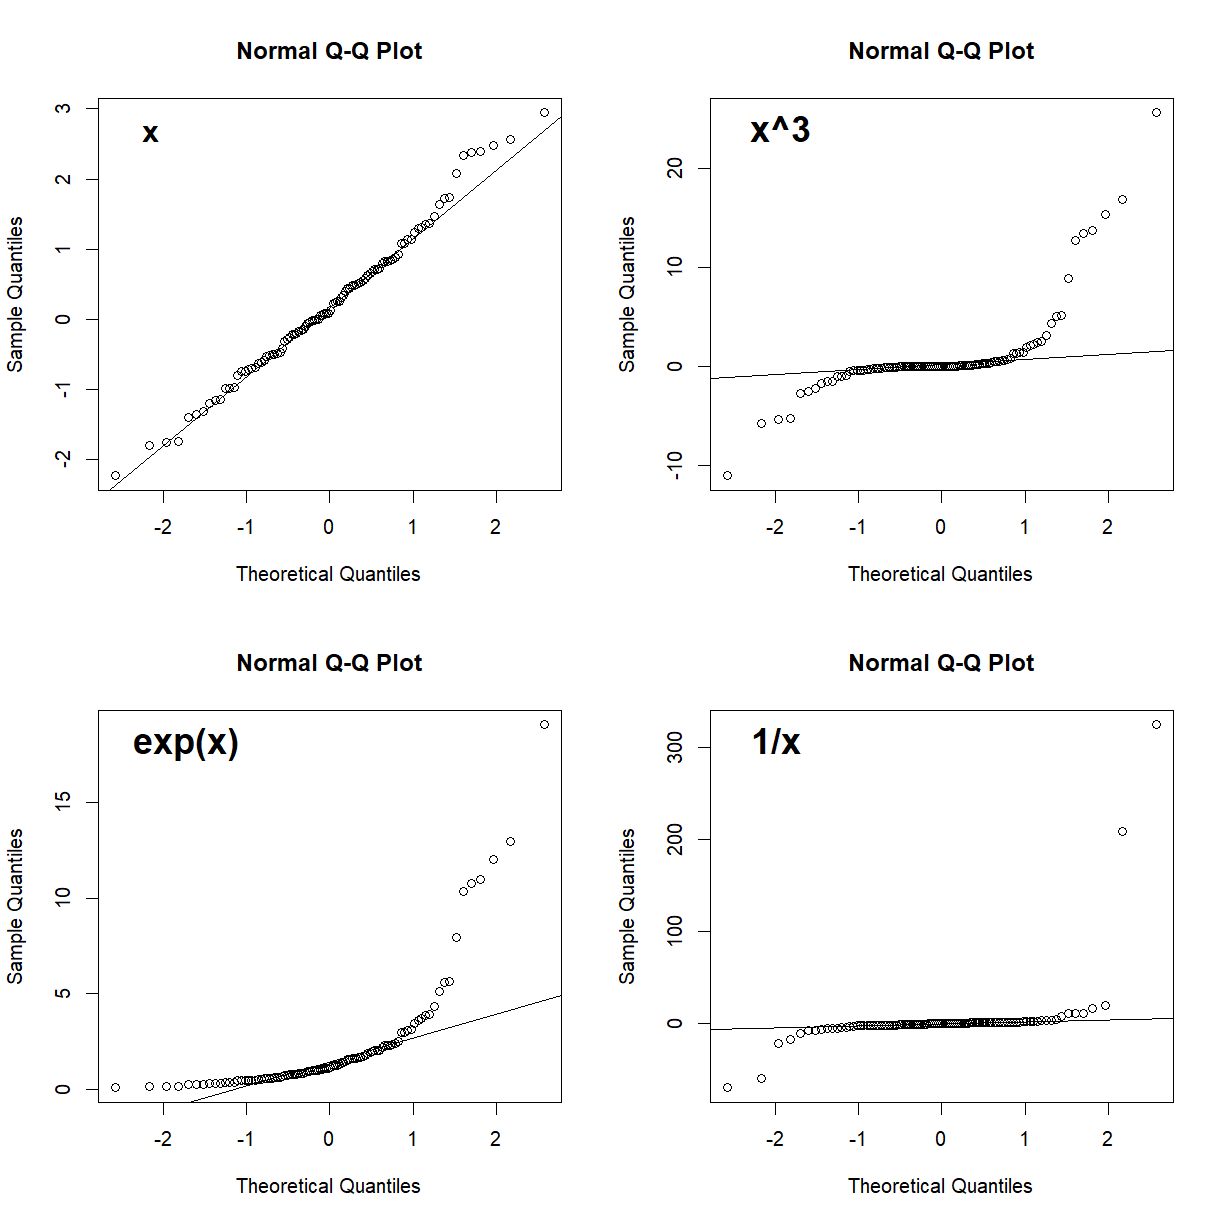 Normal Q-Q Plot
x
3
2
1
0
-1
-2
Sample Quantiles
-2 -1 0 1 2
Theoretical Quantiles
Normal Q-Q Plot
x^3
20
10
0
-10
Sample Quantiles
-2 -1 0 1 2
Theoretical Quantiles
Normal Q-Q Plot
exp(x)
15
10
5
0
Sample Quantiles
-2 -1 0 1 2
Theoretical Quantiles
Normal Q-Q Plot
1/x
300
200
100
0
Sample Quantiles
-2 -1 0 1 2
Theoretical Quantiles